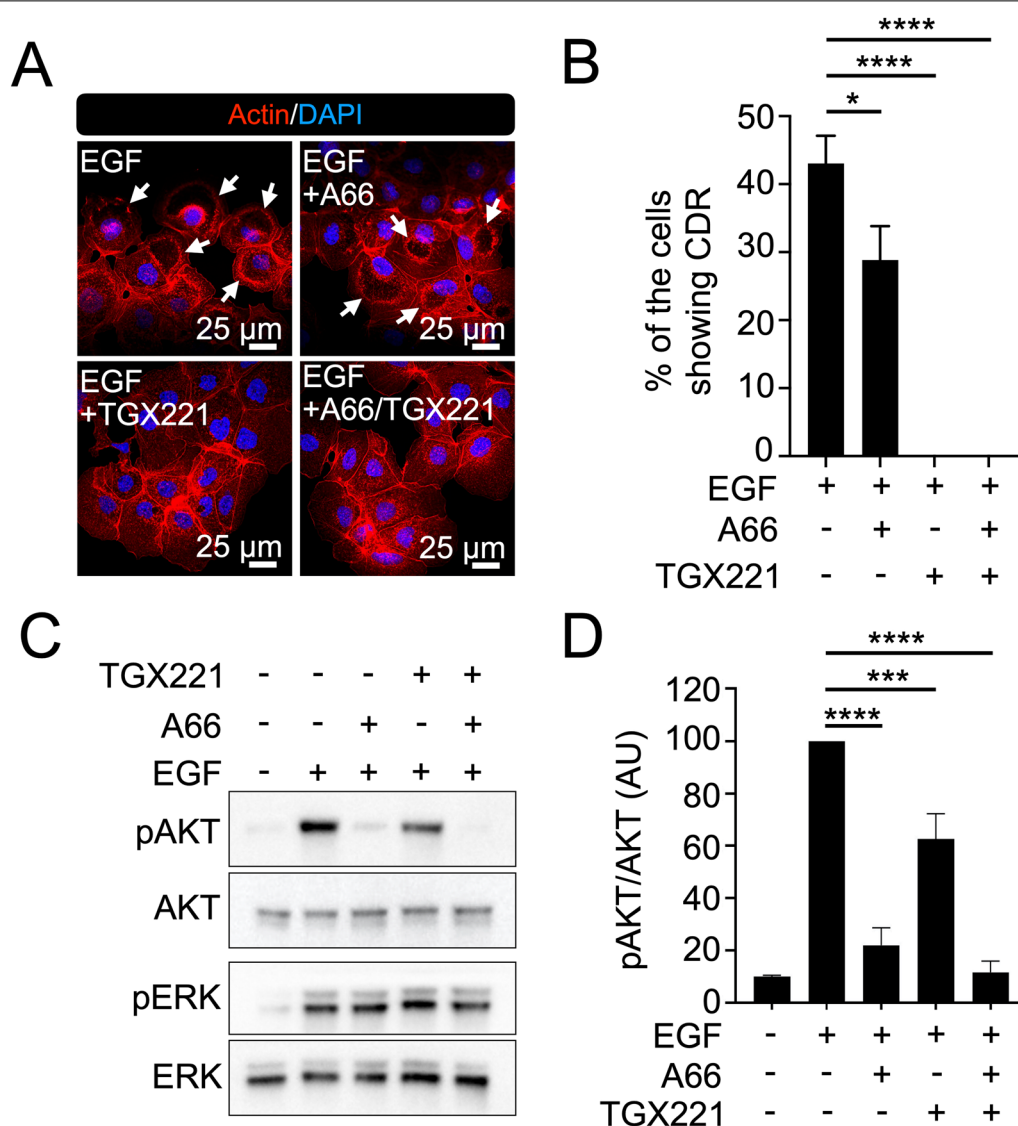 A
Actin/DAPI
EGF
EGF
+A66
25 µm
25 µm
EGF
+TGX221
EGF
+A66/TGX221
25 µm
25 µm
B
****
****
*
% of the cells
showing CDR
50
40
30
20
10
0
EGF + + + +
A66 - + - +
TGX221 - - + +
C
TGX221 - - - + +
A66 - - + - +
EGF - + + + +
pAKT
AKT
pERK
ERK
D
****
***
****
pAKT/AKT (AU)
120
100
80
60
40
20
0
EGF - + + + +
A66 - - + - +
TGX221 - - - + +